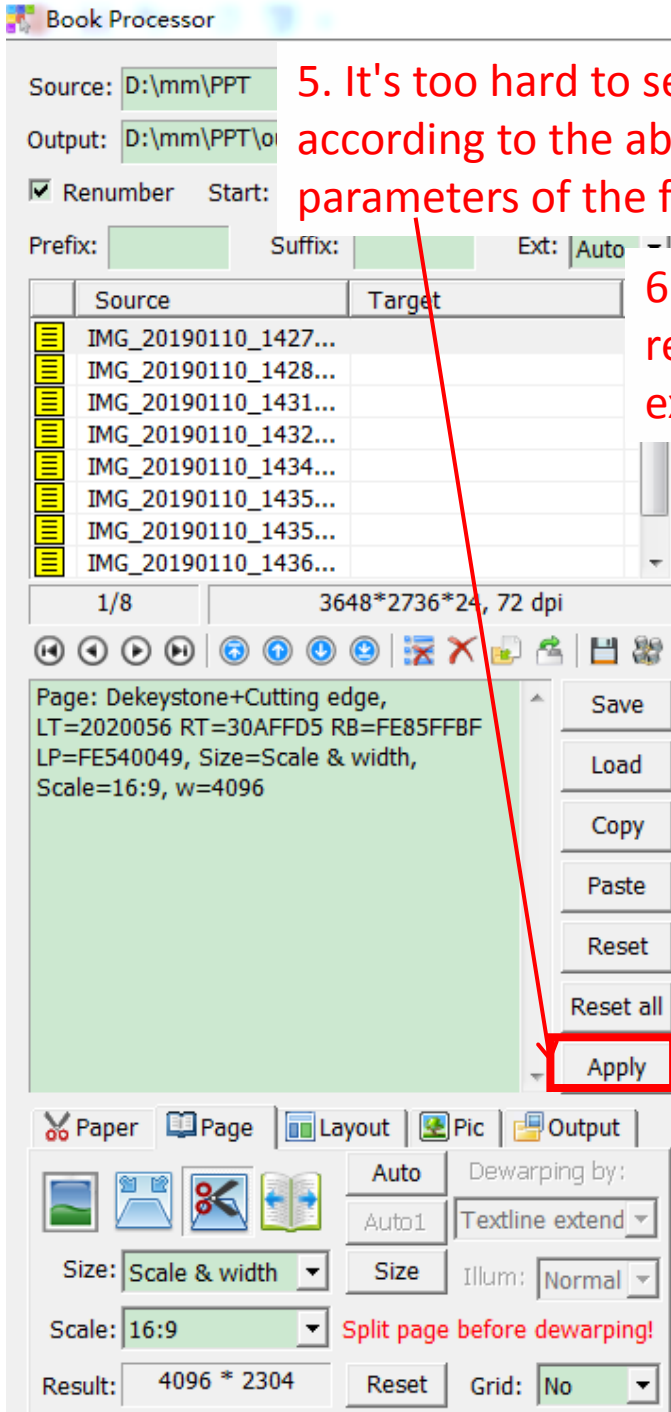 Book Processor
Source: D:\mm\PPT
5. It's too hard to
Output: D:\mm\PPT\
according to the
Renumber Start:
parameters of the
Prefix: Suffix: Ext: Auto
6
Source Target
IMG_20190110_1427...
IMG_20190110_1428...
IMG_20190110_1431...
IMG_20190110_1432...
IMG_20190110_1434...
IMG_20190110_1435...
IMG_20190110_1435...
IMG_20190110_1436...
1/8 3648*2736*24, 72 dpi
Page: Dekeystone+Cutting edge,
LT=2020056 RT=30AFFD5 RB=FE85FFBF
LP=FE540049, Size=Scale & width,
Scale=16:9, w=4096
Save
Load
Copy
Paste
Reset
Reset all
Apply
Paper Page Layout Pic Output
Auto Dewarping by:
Auto1 Textline extend
Size: Scale & width Size Illum: Normal
Scale: 16:9 Split page before dewarping!
Result: 4096 * 2304 Reset Grid: No